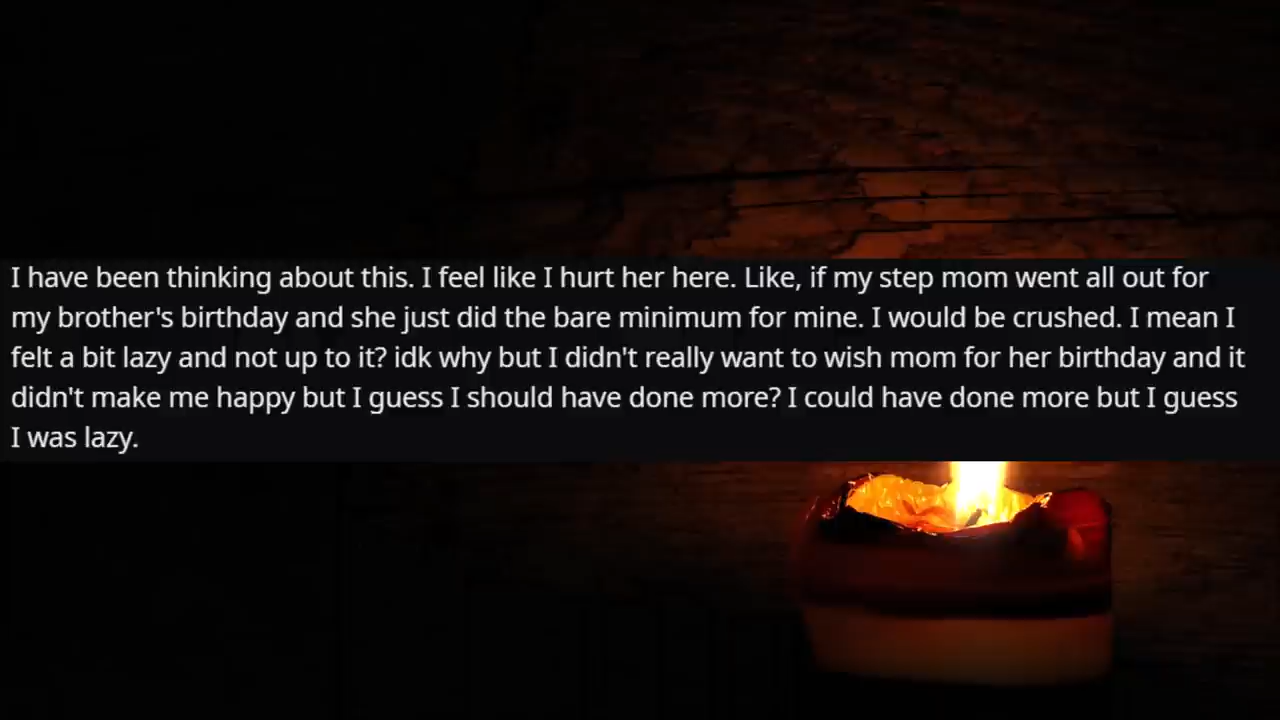 I have been thinking about this. I feel like I hurt her here. Like, if my step mom went all out for
my brother's birthday and she just did the bare minimum for mine. I would be crushed. I mean I
felt a bit lazy and not up to it? idk why but I didn't really want to wish mom for her birthday and it
didn't make me happy but I guess I should have done more? I could have done more but I guess
I was lazy.